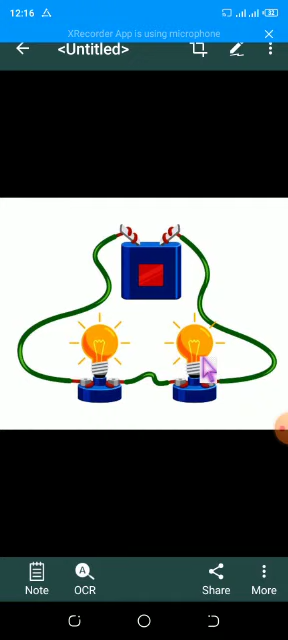 12:16
XRecorder App is using microphone
<Untitled>
A
Note
OCR
Share
More